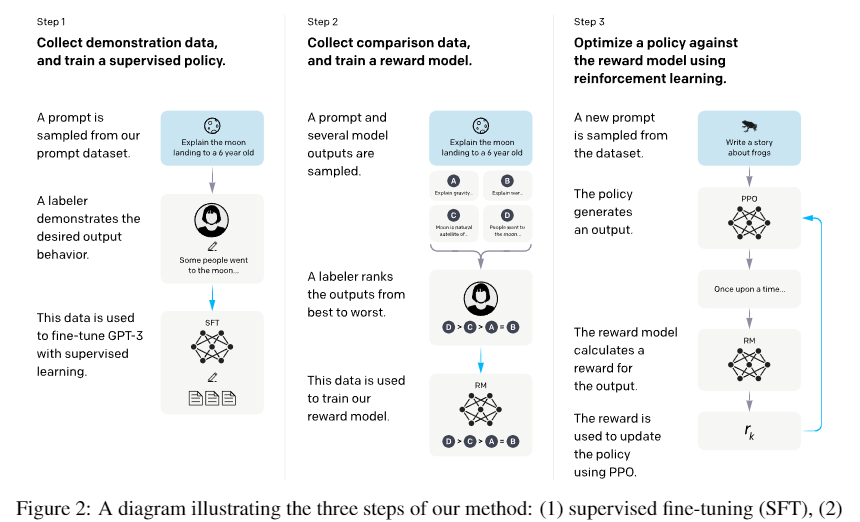 Step 1
Collect demonstration data,
and train a supervised policy.
A prompt is
sampled from our
prompt dataset.
Explain the moon
landing to a 6 year old
A labeler
demonstrates the
desired output
behavior.
Some people went
to the moon...
This data is used
to fine-tune GPT-3
with supervised
learning.
SFT
Step 2
Collect comparison data,
and train a reward model.
A prompt and
several model
outputs are
sampled.
Explain the moon
landing to a 6 year old
A
Explain gravity...
B
Explain war...
C
Moon is natural
satellite of...
D
People went to
the moon...
A labeler ranks
the outputs from
best to worst.
D > C > A = B
This data is used
to train our
reward model.
RM
D > C > A = B
Step 3
Optimize a policy against
the reward model using
reinforcement learning.
A new prompt
is sampled from
the dataset.
Write a story
about frogs
The policy
generates
an output.
PPO
Once upon a time...
The reward model
calculates a
reward for
the output.
RM
The reward is
used to update
the policy
using PPO.
r_k
Figure 2: A diagram illustrating the three steps of our method: (1) supervised fine-tuning (SFT), (2)